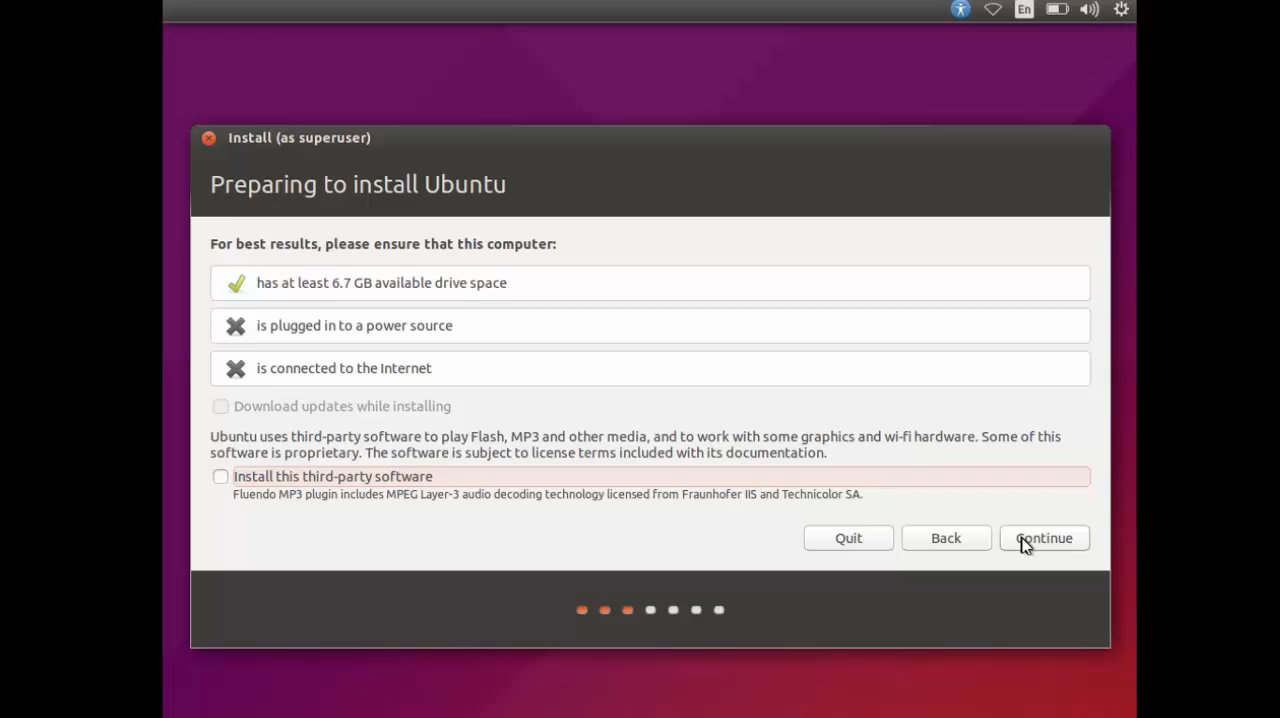 En
Install (as superuser)
Preparing to install Ubuntu
For best results, please ensure that this computer:
has at least 6.7 GB available drive space
is plugged in to a power source
is connected to the Internet
Download updates while installing
Ubuntu uses third-party software to play Flash, MP3 and other media, and to work with some graphics and wi-fi hardware. Some of this
software is proprietary. The software is subject to license terms included with its documentation.
Install this third-party software
Fluendo MP3 plugin includes MPEG Layer-3 audio decoding technology licensed from Fraunhofer IIS and Technicolor SA.
Quit Back Continue